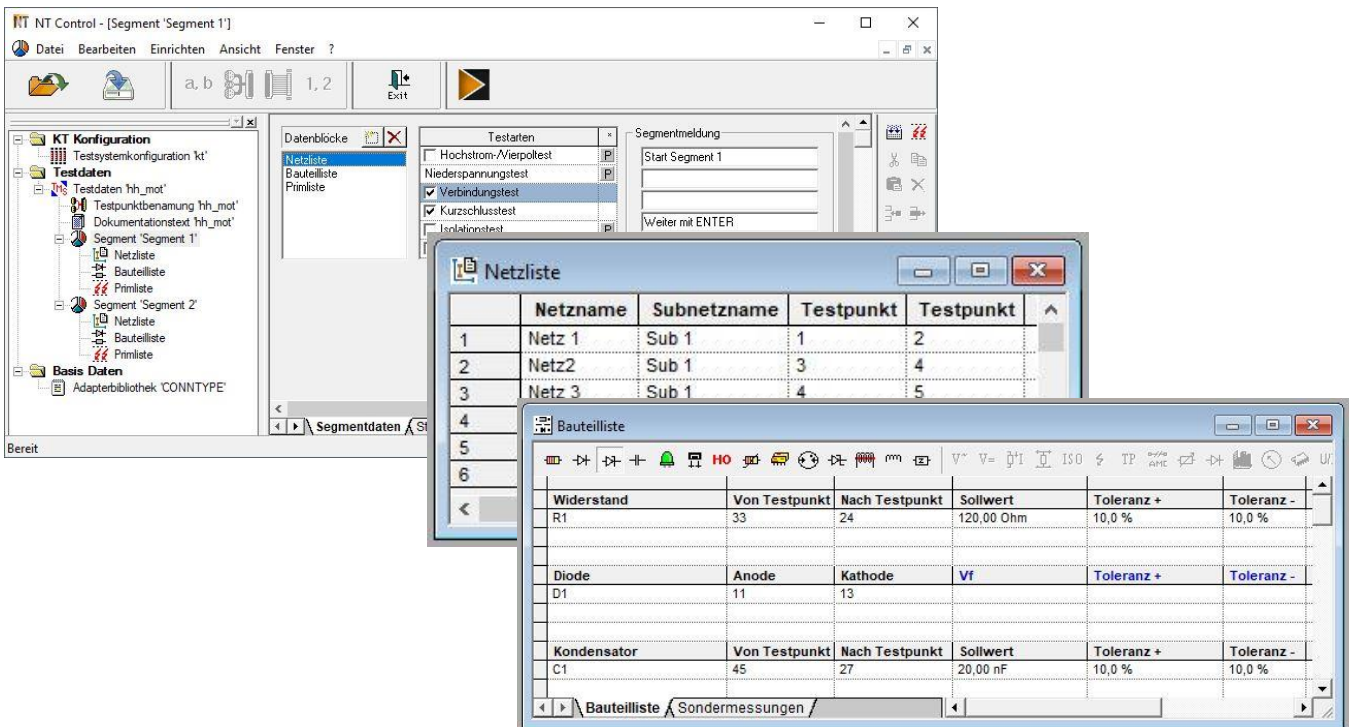 NT Control - [Segment 'Segment 1']
Datei Bearbeiten Einrichten Ansicht Fenster ?
a, b 1, 2 Exit
KT Konfiguration
Testsystemkonfiguration 'kt'
Testdaten
Testdaten 'hh_mot'
Testpunktbenamung 'hh_mot'
Dokumentationstext 'hh_mot'
Segment 'Segment 1'
Netzliste
Bauteilliste
Primliste
Segment 'Segment 2'
Netzliste
Bauteilliste
Primliste
Basis Daten
Adapterbibliothek 'CONNTYPE'
Bereit
Datenblöcke
Netzliste
Bauteilliste
Primliste
Testarten *
Hochstrom-/Vierpoltest P
Niederspannungstest P
Verbindungstest
Kurzschlusstest
Isolationstest P
Segmentmeldung
Start Segment 1
Weiter mit ENTER
Segmentdaten St
Netzliste
Netzname Subnetzname Testpunkt Testpunkt
1 Netz 1 Sub 1 1 2
2 Netz2 Sub 1 3 4
3 Netz 3 Sub 1 4 5
4
5
6
Bauteilliste
HO V~ V= I ISO TP AME U/
Widerstand Von Testpunkt Nach Testpunkt Sollwert Toleranz + Toleranz -
R1 33 24 120,00 Ohm 10,0 % 10,0 %
Diode Anode Kathode Vf Toleranz + Toleranz -
D1 11 13
Kondensator Von Testpunkt Nach Testpunkt Sollwert Toleranz + Toleranz -
C1 45 27 20,00 nF 10,0 % 10,0 %
Bauteilliste Sondermessungen